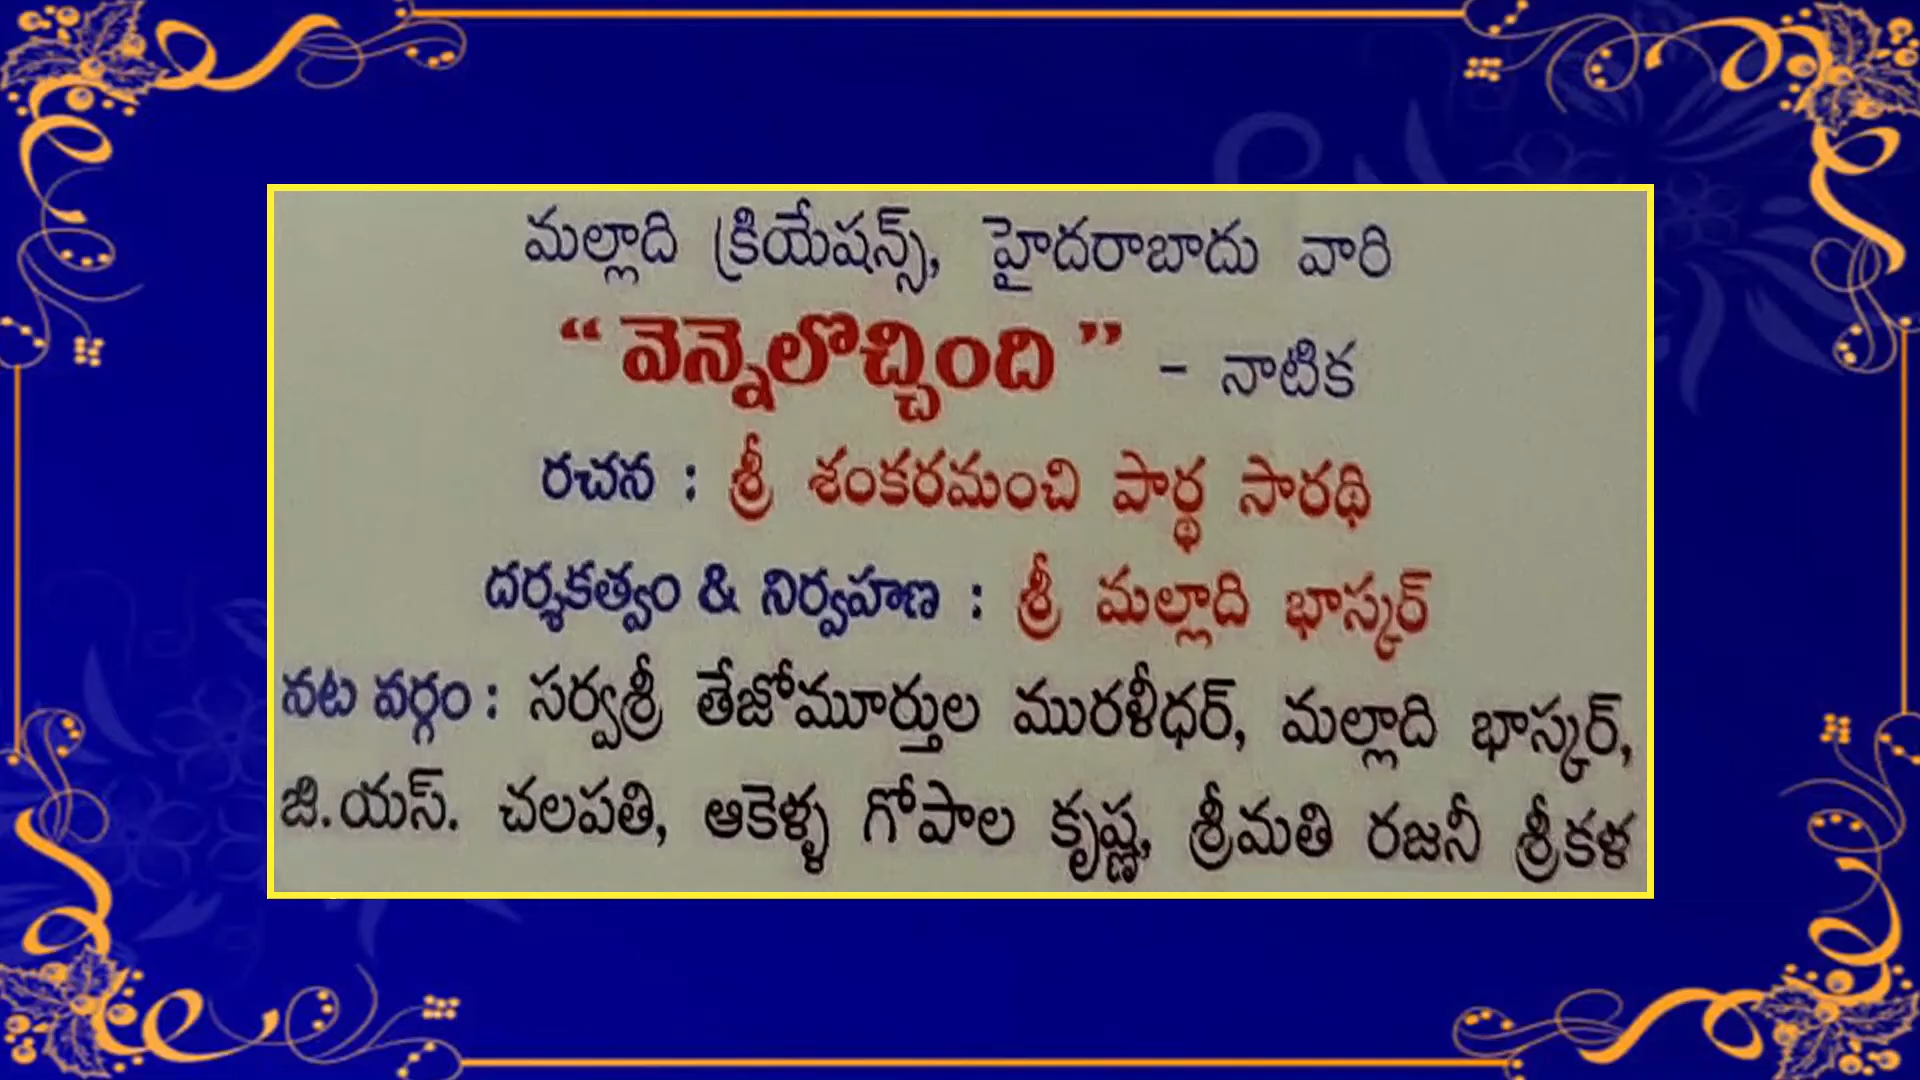 మల్లాది క్రియేషన్స్, హైదరాబాదు వారి
“వెన్నెలొచ్చింది” - నాటిక
రచన : శ్రీ శంకరమంచి పార్థ సారథి
దర్శకత్వం & నిర్వహణ : శ్రీ మల్లాది భాస్కర్
నట వర్గం : సర్వశ్రీ తేజోమూర్తుల మురళీధర్, మల్లాది భాస్కర్,
జి.యస్. చలపతి, ఆకెళ్ళ గోపాల కృష్ణ, శ్రీమతి రజనీ శ్రీకళ